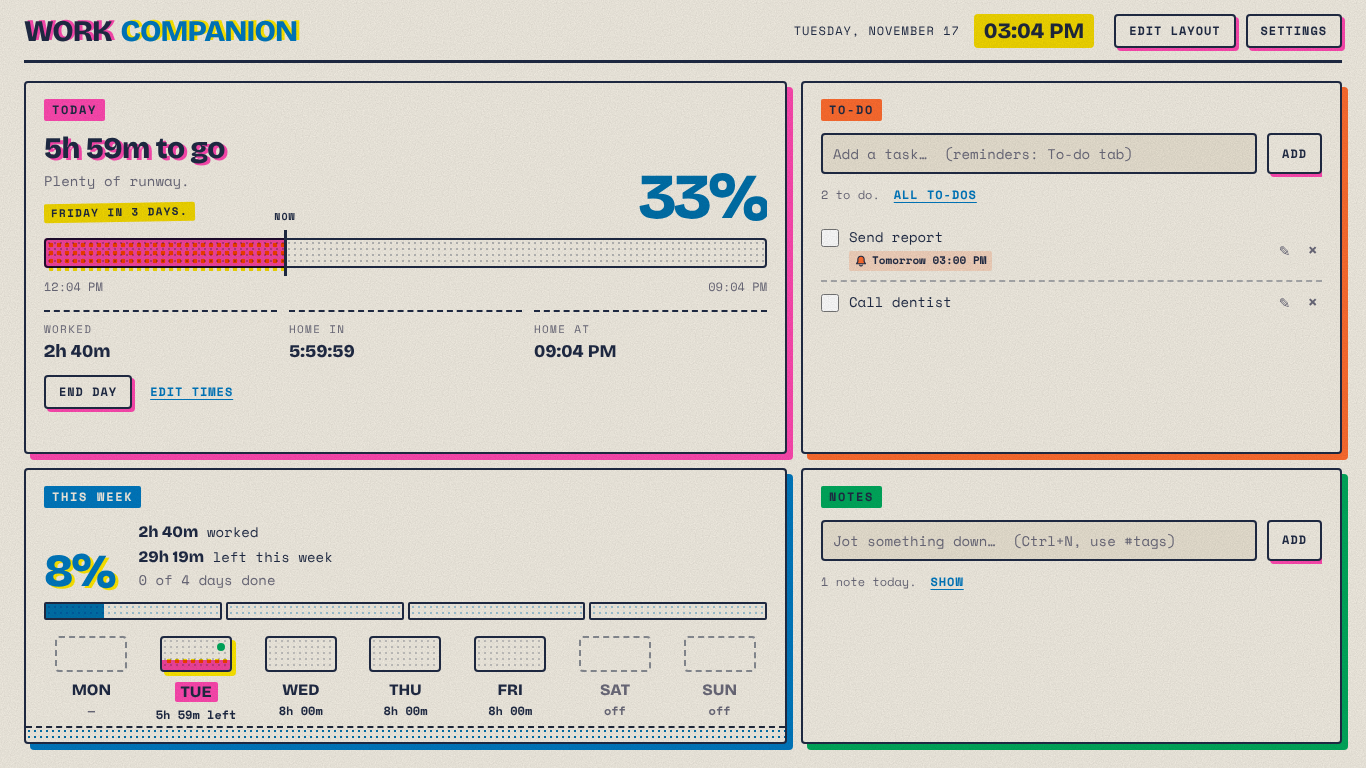 WORK COMPANION
TUESDAY, NOVEMBER 17
03:04 PM
EDIT LAYOUT
SETTINGS
TODAY
5h 59m to go
Plenty of runway.
FRIDAY IN 3 DAYS.
NOW
33%
12:04 PM
09:04 PM
WORKED
2h 40m
HOME IN
5:59:59
HOME AT
09:04 PM
END DAY
EDIT TIMES
TO-DO
Add a task… (reminders: To-do tab)
ADD
2 to do. ALL TO-DOS
Send report
Tomorrow 03:00 PM
Call dentist
THIS WEEK
8%
2h 40m worked
29h 19m left this week
0 of 4 days done
MON
—
TUE
5h 59m left
WED
8h 00m
THU
8h 00m
FRI
8h 00m
SAT
off
SUN
off
NOTES
Jot something down… (Ctrl+N, use #tags)
ADD
1 note today. SHOW